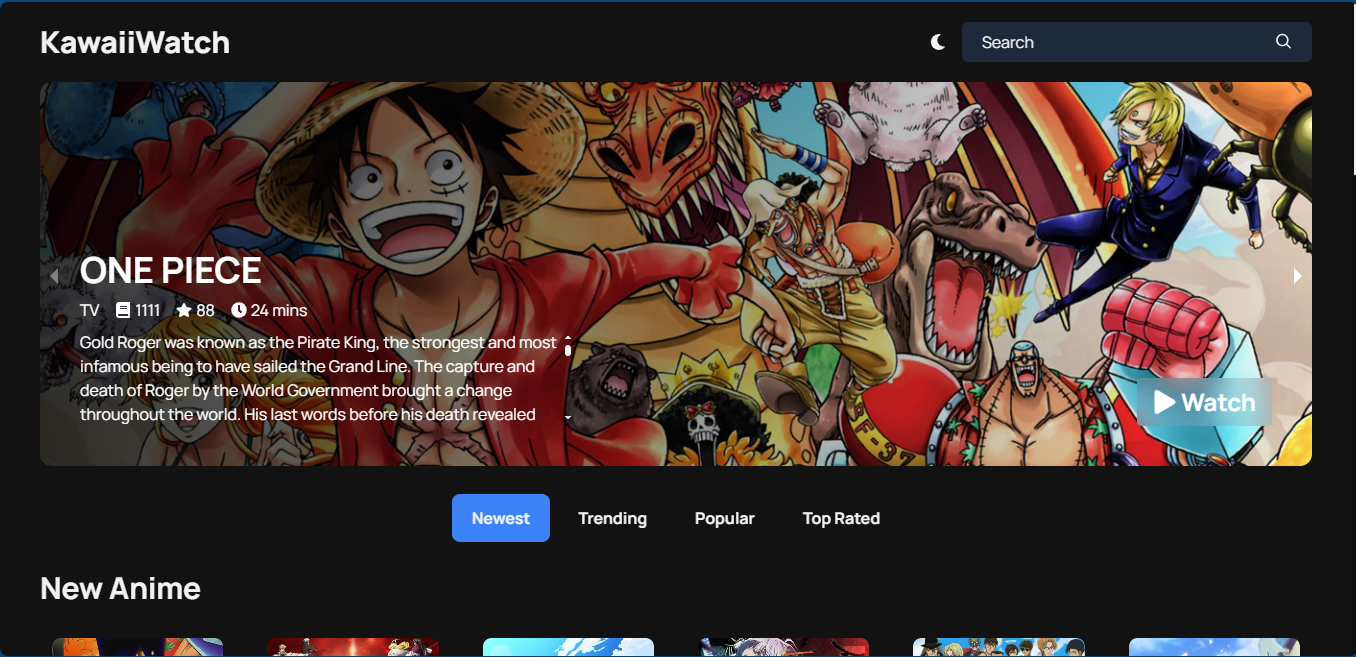 KawaiiWatch
Search
ONE PIECE
TV 1111 88 24 mins
Gold Roger was known as the Pirate King, the strongest and most
infamous being to have sailed the Grand Line. The capture and
death of Roger by the World Government brought a change
throughout the world. His last words before his death revealed
Watch
BF-37
Newest Trending Popular Top Rated
New Anime